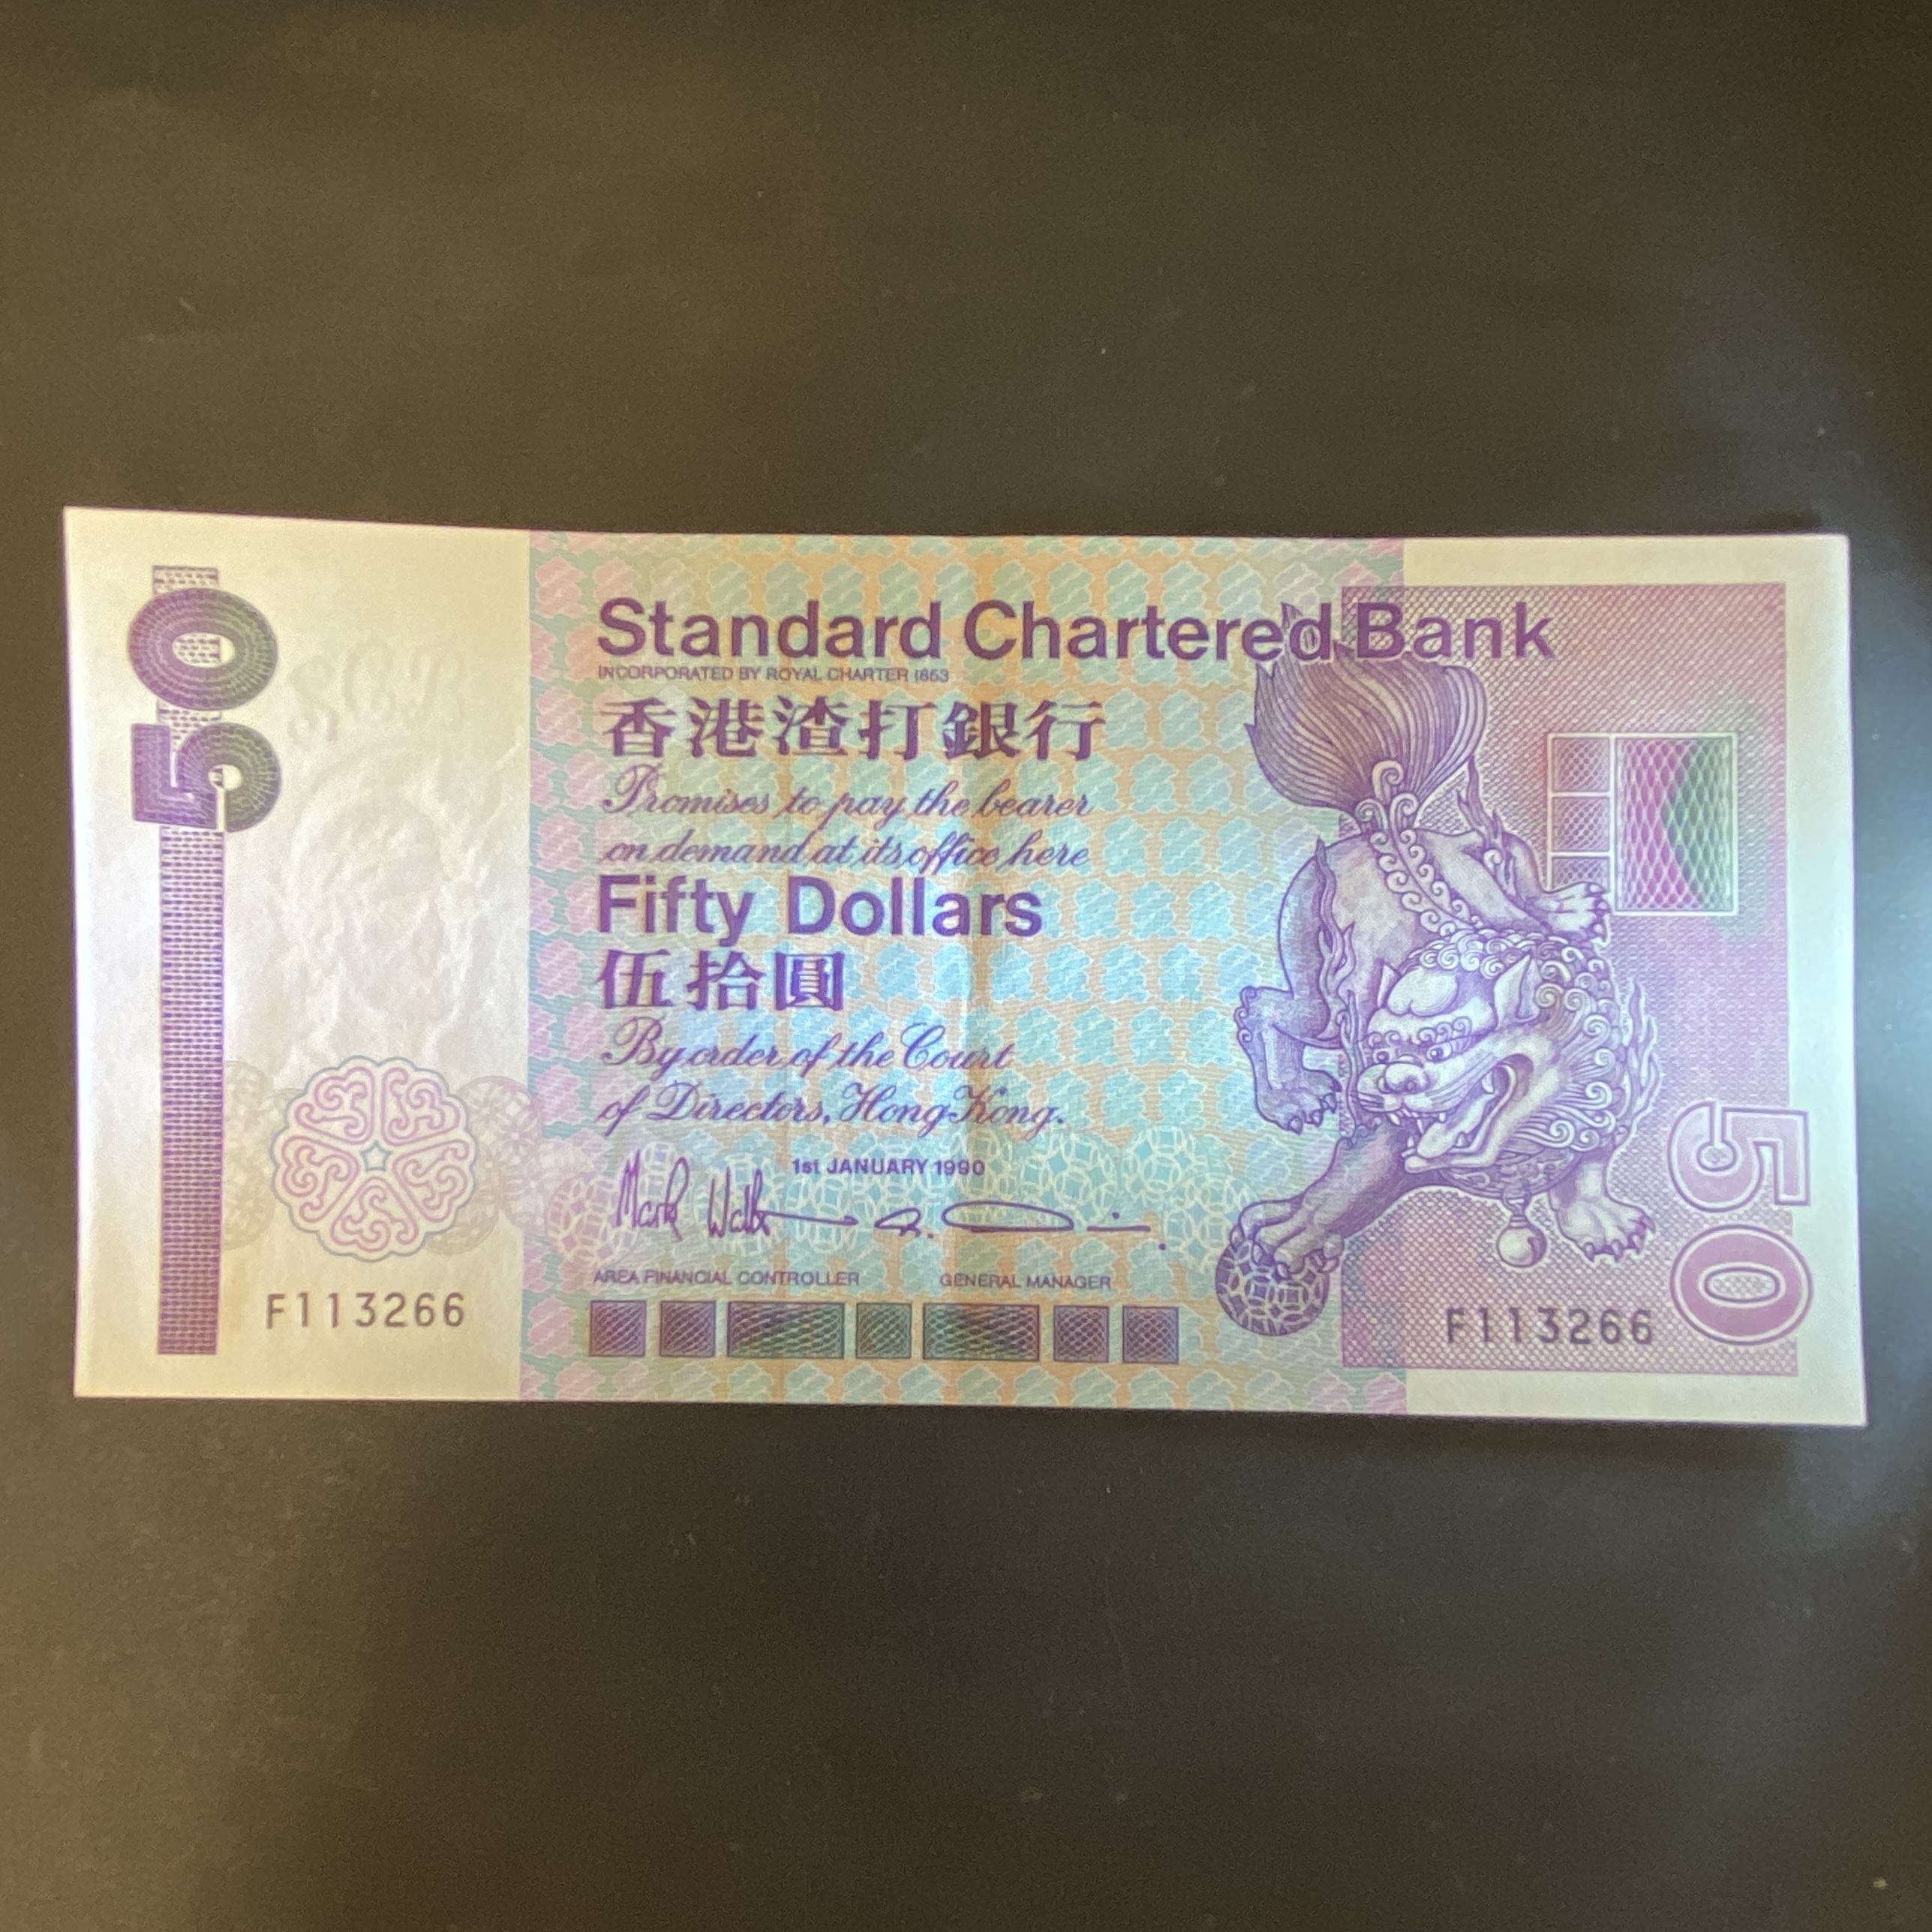 50
Standard Chartered Bank
INCORPORATED BY ROYAL CHARTER 1853
香港渣打銀行
Promises to pay the bearer
on demand at its office here
Fifty Dollars
伍拾圓
By order of the Court
of Directors, Hong Kong.
1st JANUARY 1990
AREA FINANCIAL CONTROLLER
GENERAL MANAGER
F113266
F113266
50